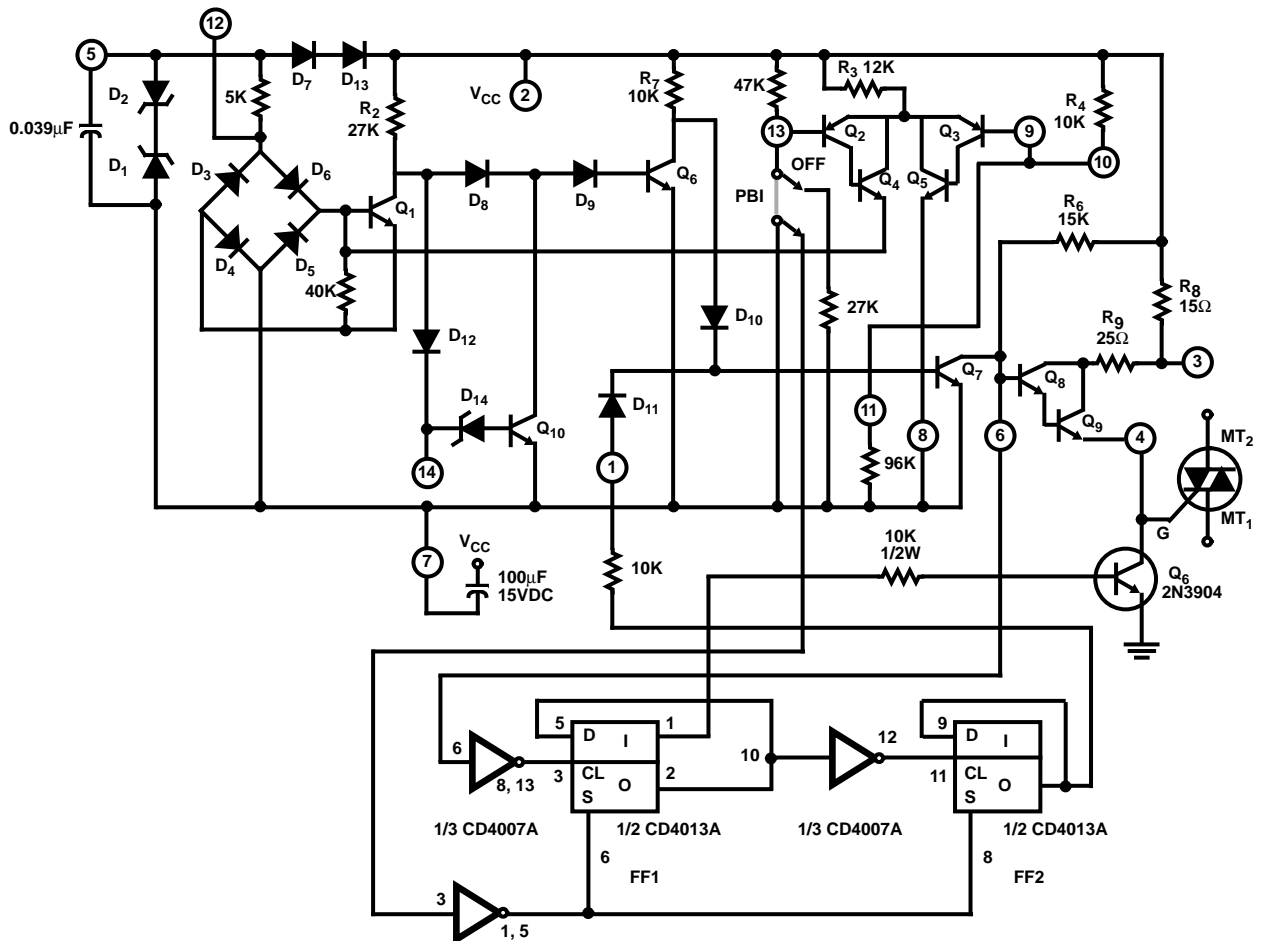 12
5
D2
0.039μF
D1
5K
D7
D13
R2
27K
VCC
2
R7
10K
47K
R3 12K
R4
10K
13
Q2
Q3
9
10
OFF
Q4
Q5
PBI
D3
D6
D4
D5
Q1
D8
D9
Q6
40K
D12
D10
27K
R6
15K
R8
15Ω
R9
25Ω
3
Q7
Q8
Q9
D14
Q10
D11
14
1
11
8
6
4
96K
MT2
MT1
G
7
VCC
100μF
15VDC
10K
10K
1/2W
Q6
2N3904
6
8, 13
5
D
I
1
3
CL
O
2
S
10
12
9
D
I
11
CL
O
S
1/3 CD4007A
1/2 CD4013A
1/3 CD4007A
1/2 CD4013A
6
8
FF1
FF2
3
1, 5